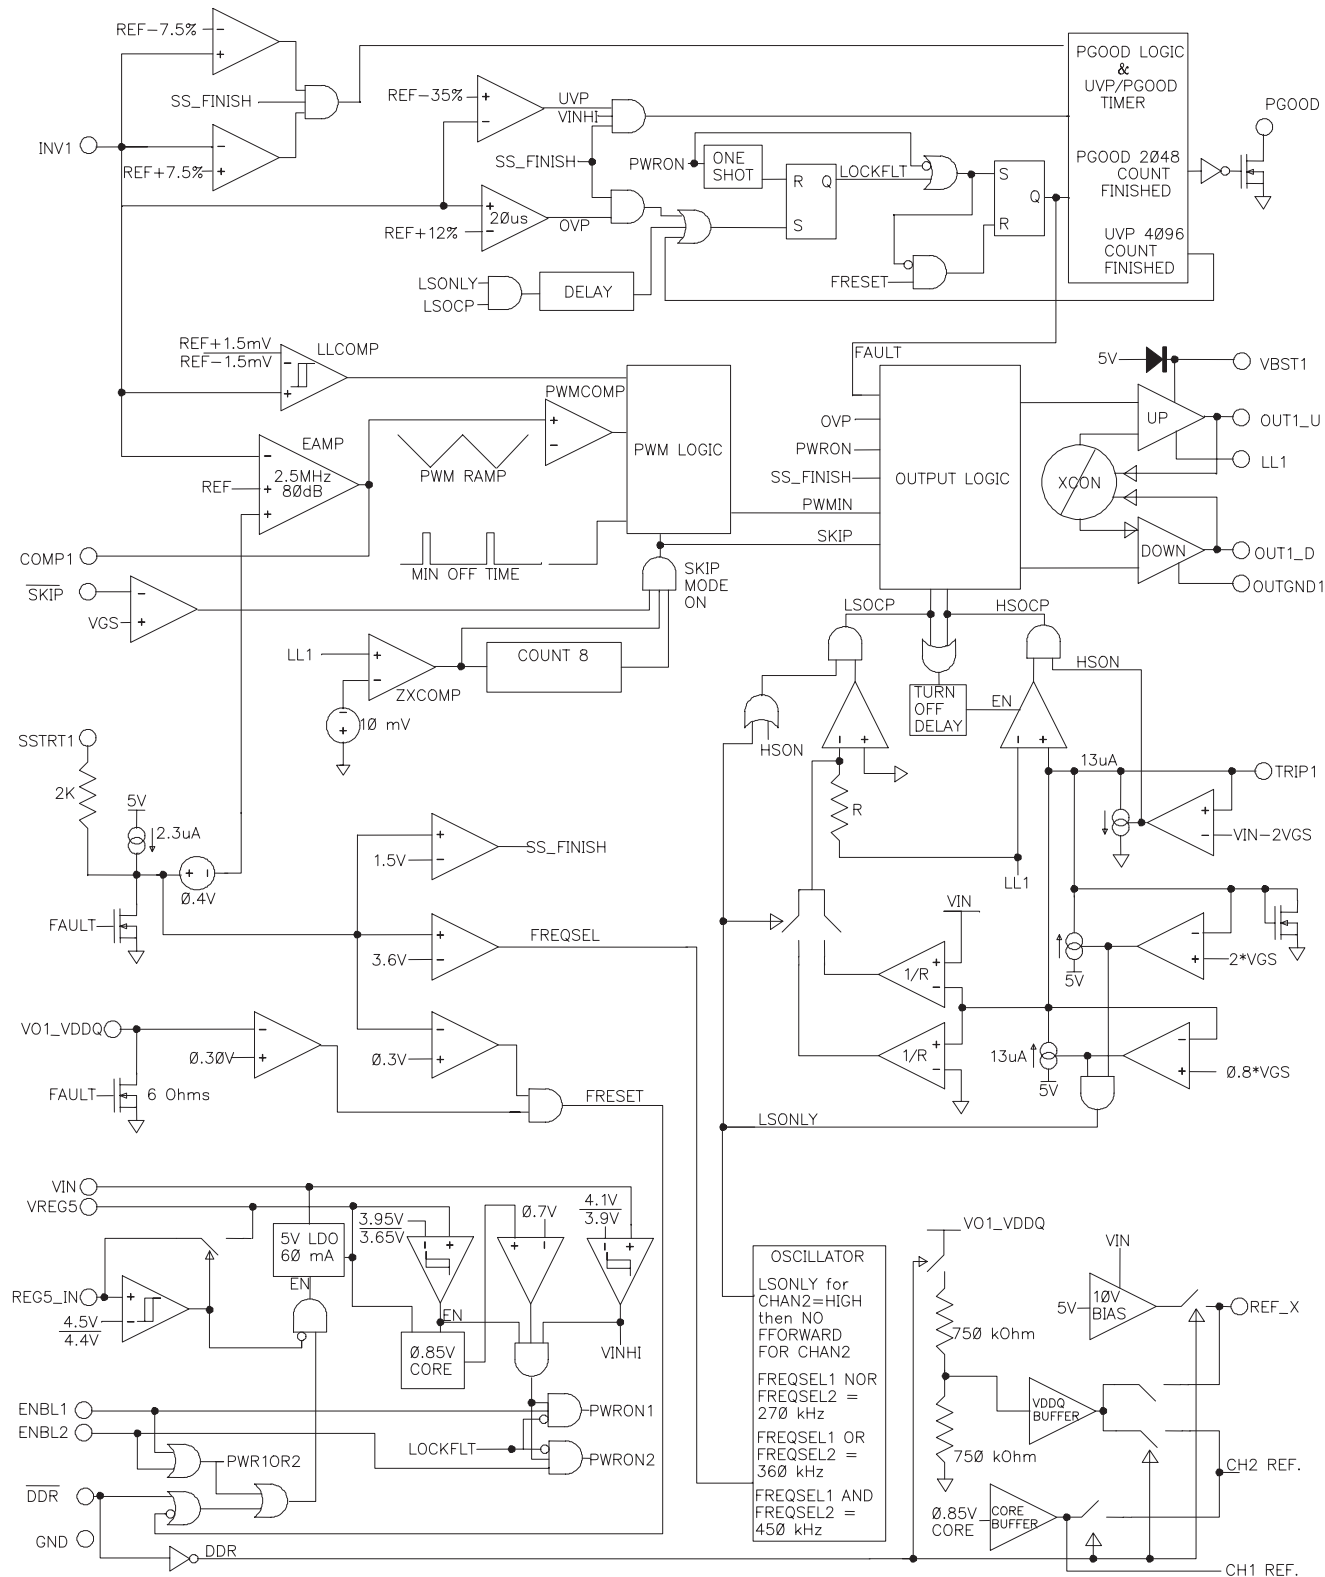 REF−7.5%
−
+
SS_FINISH
INV1
REF+7.5%
−
+
REF−35%
+
−
UVP
VINHI
SS_FINISH
20us
+
−
REF+12%
OVP
PWRON
ONE
SHOT
R Q
S
LOCKFLT
S
Q
R
LSONLY
LSOCP
DELAY
FRESET
PGOOD LOGIC
&
UVP/PGOOD
TIMER
PGOOD 2048
COUNT
FINISHED
UVP 4096
COUNT
FINISHED
PGOOD
REF+1.5mV
REF−1.5mV
LLCOMP
−
+
PWMCOMP
+
−
EAMP
−
2.5MHz
80dB
+
+
REF
PWM RAMP
PWM LOGIC
MIN OFF TIME
COMP1
SKIP
VGS
−
+
SKIP
MODE
ON
LL1
+
−
ZXCOMP
COUNT 8
−
+
10 mV
FAULT
OVP
PWRON
SS_FINISH
PWMIN
SKIP
OUTPUT LOGIC
5V
VBST1
UP
OUT1_U
LL1
XCON
DOWN
OUT1_D
OUTGND1
LSOCP
HSOCP
HSON
TURN
OFF
DELAY
EN
HSON
− +
− +
R
LL1
13uA
TRIP1
+
−
VIN−2VGS
SSTRT1
2K
5V
2.3uA
+ −
0.4V
FAULT
+
−
1.5V
SS_FINISH
+
−
3.6V
FREQSEL
VIN
1/R
+
−
1/R
+
−
5V
−
+
2*VGS
13uA
5V
−
+
0.8*VGS
LSONLY
VO1_VDDQ
0.30V
−
+
0.3V
−
+
FAULT
6 Ohms
FRESET
VIN
VREG5
5V LDO
60 mA
EN
3.95V
3.65V
− +
0.7V
+ −
4.1V
3.9V
− +
REG5_IN
4.5V
4.4V
+
−
EN
0.85V
CORE
VINHI
ENBL1
ENBL2
LOCKFLT
PWRON1
PWRON2
PWR1OR2
DDR
GND
DDR
OSCILLATOR
LSONLY for
CHAN2=HIGH
then NO
FFORWARD
FOR CHAN2
FREQSEL1 NOR
FREQSEL2 =
270 kHz
FREQSEL1 OR
FREQSEL2 =
360 kHz
FREQSEL1 AND
FREQSEL2 =
450 kHz
VO1_VDDQ
750 kOhm
750 kOhm
VIN
5V
10V
BIAS
REF_X
VDDQ
BUFFER
CH2 REF.
0.85V
CORE
CORE
BUFFER
CH1 REF.